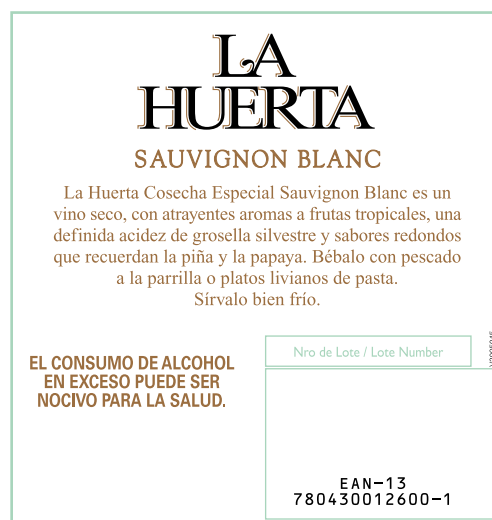 LA
HUERTA
SAUVIGNON BLANC
La Huerta Cosecha Especial Sauvignon Blanc es un
vino seco, con atrayentes aromas a frutas tropicales, una
definida acidez de grosella silvestre y sabores redondos
que recuerdan la piña y la papaya. Bébalo con pescado
a la parrilla o platos livianos de pasta.
Sírvalo bien frío.
EL CONSUMO DE ALCOHOL
EN EXCESO PUEDE SER
NOCIVO PARA LA SALUD.
Nro de Lote / Lote Number
EAN-13
780430012600-1